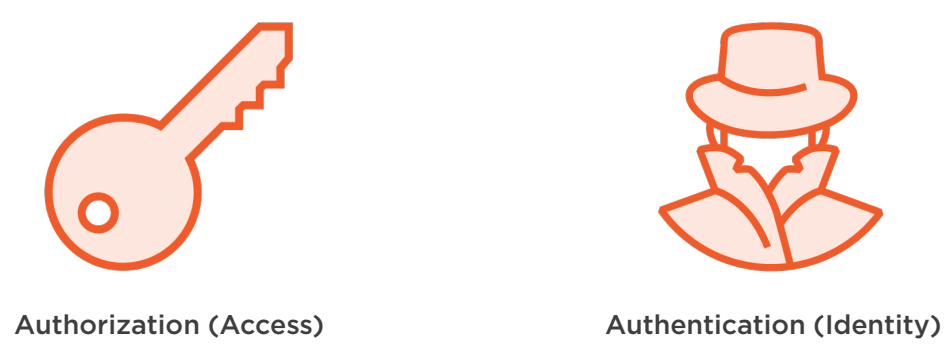 Authorization (Access)
Authentication (Identity)